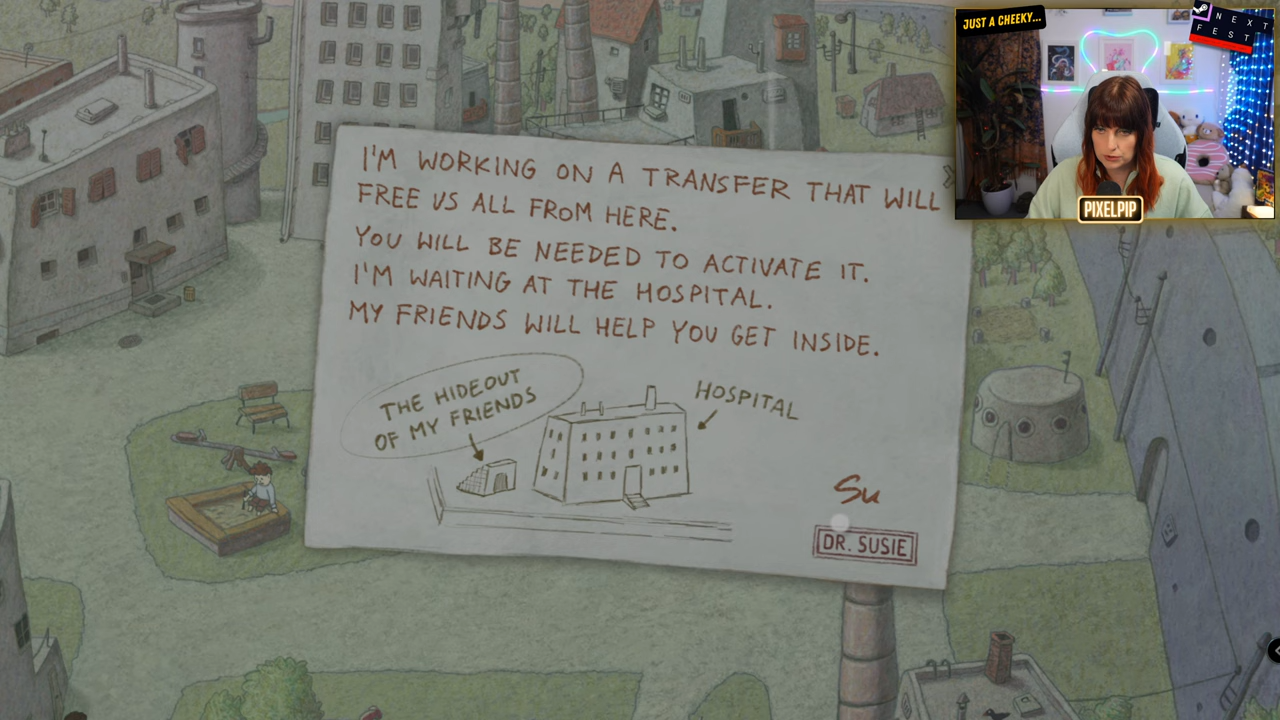 JUST A CHEEKY...
NEXT
FEST
PIXELPIP
I'M WORKING ON A TRANSFER THAT WILL
FREE US ALL FROM HERE.
YOU WILL BE NEEDED TO ACTIVATE IT.
I'M WAITING AT THE HOSPITAL.
MY FRIENDS WILL HELP YOU GET INSIDE.
THE HIDEOUT
OF MY FRIENDS
HOSPITAL
Su
DR. SUSIE